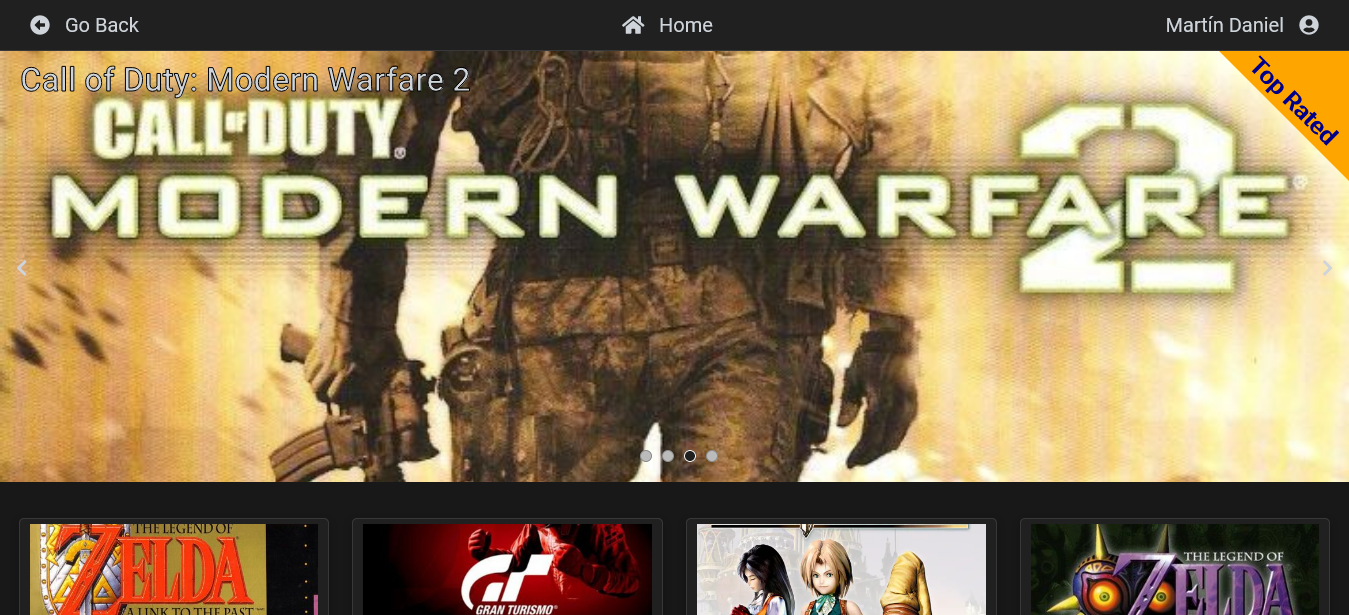 Go Back
Home
Martín Daniel
Call of Duty: Modern Warfare 2
Top Rated
CALL OF DUTY
MODERN WARFARE
2
THE LEGEND OF
ZELDA
A LINK TO THE PAST
GT
GRAN TURISMO
THE LEGEND OF
ZELDA